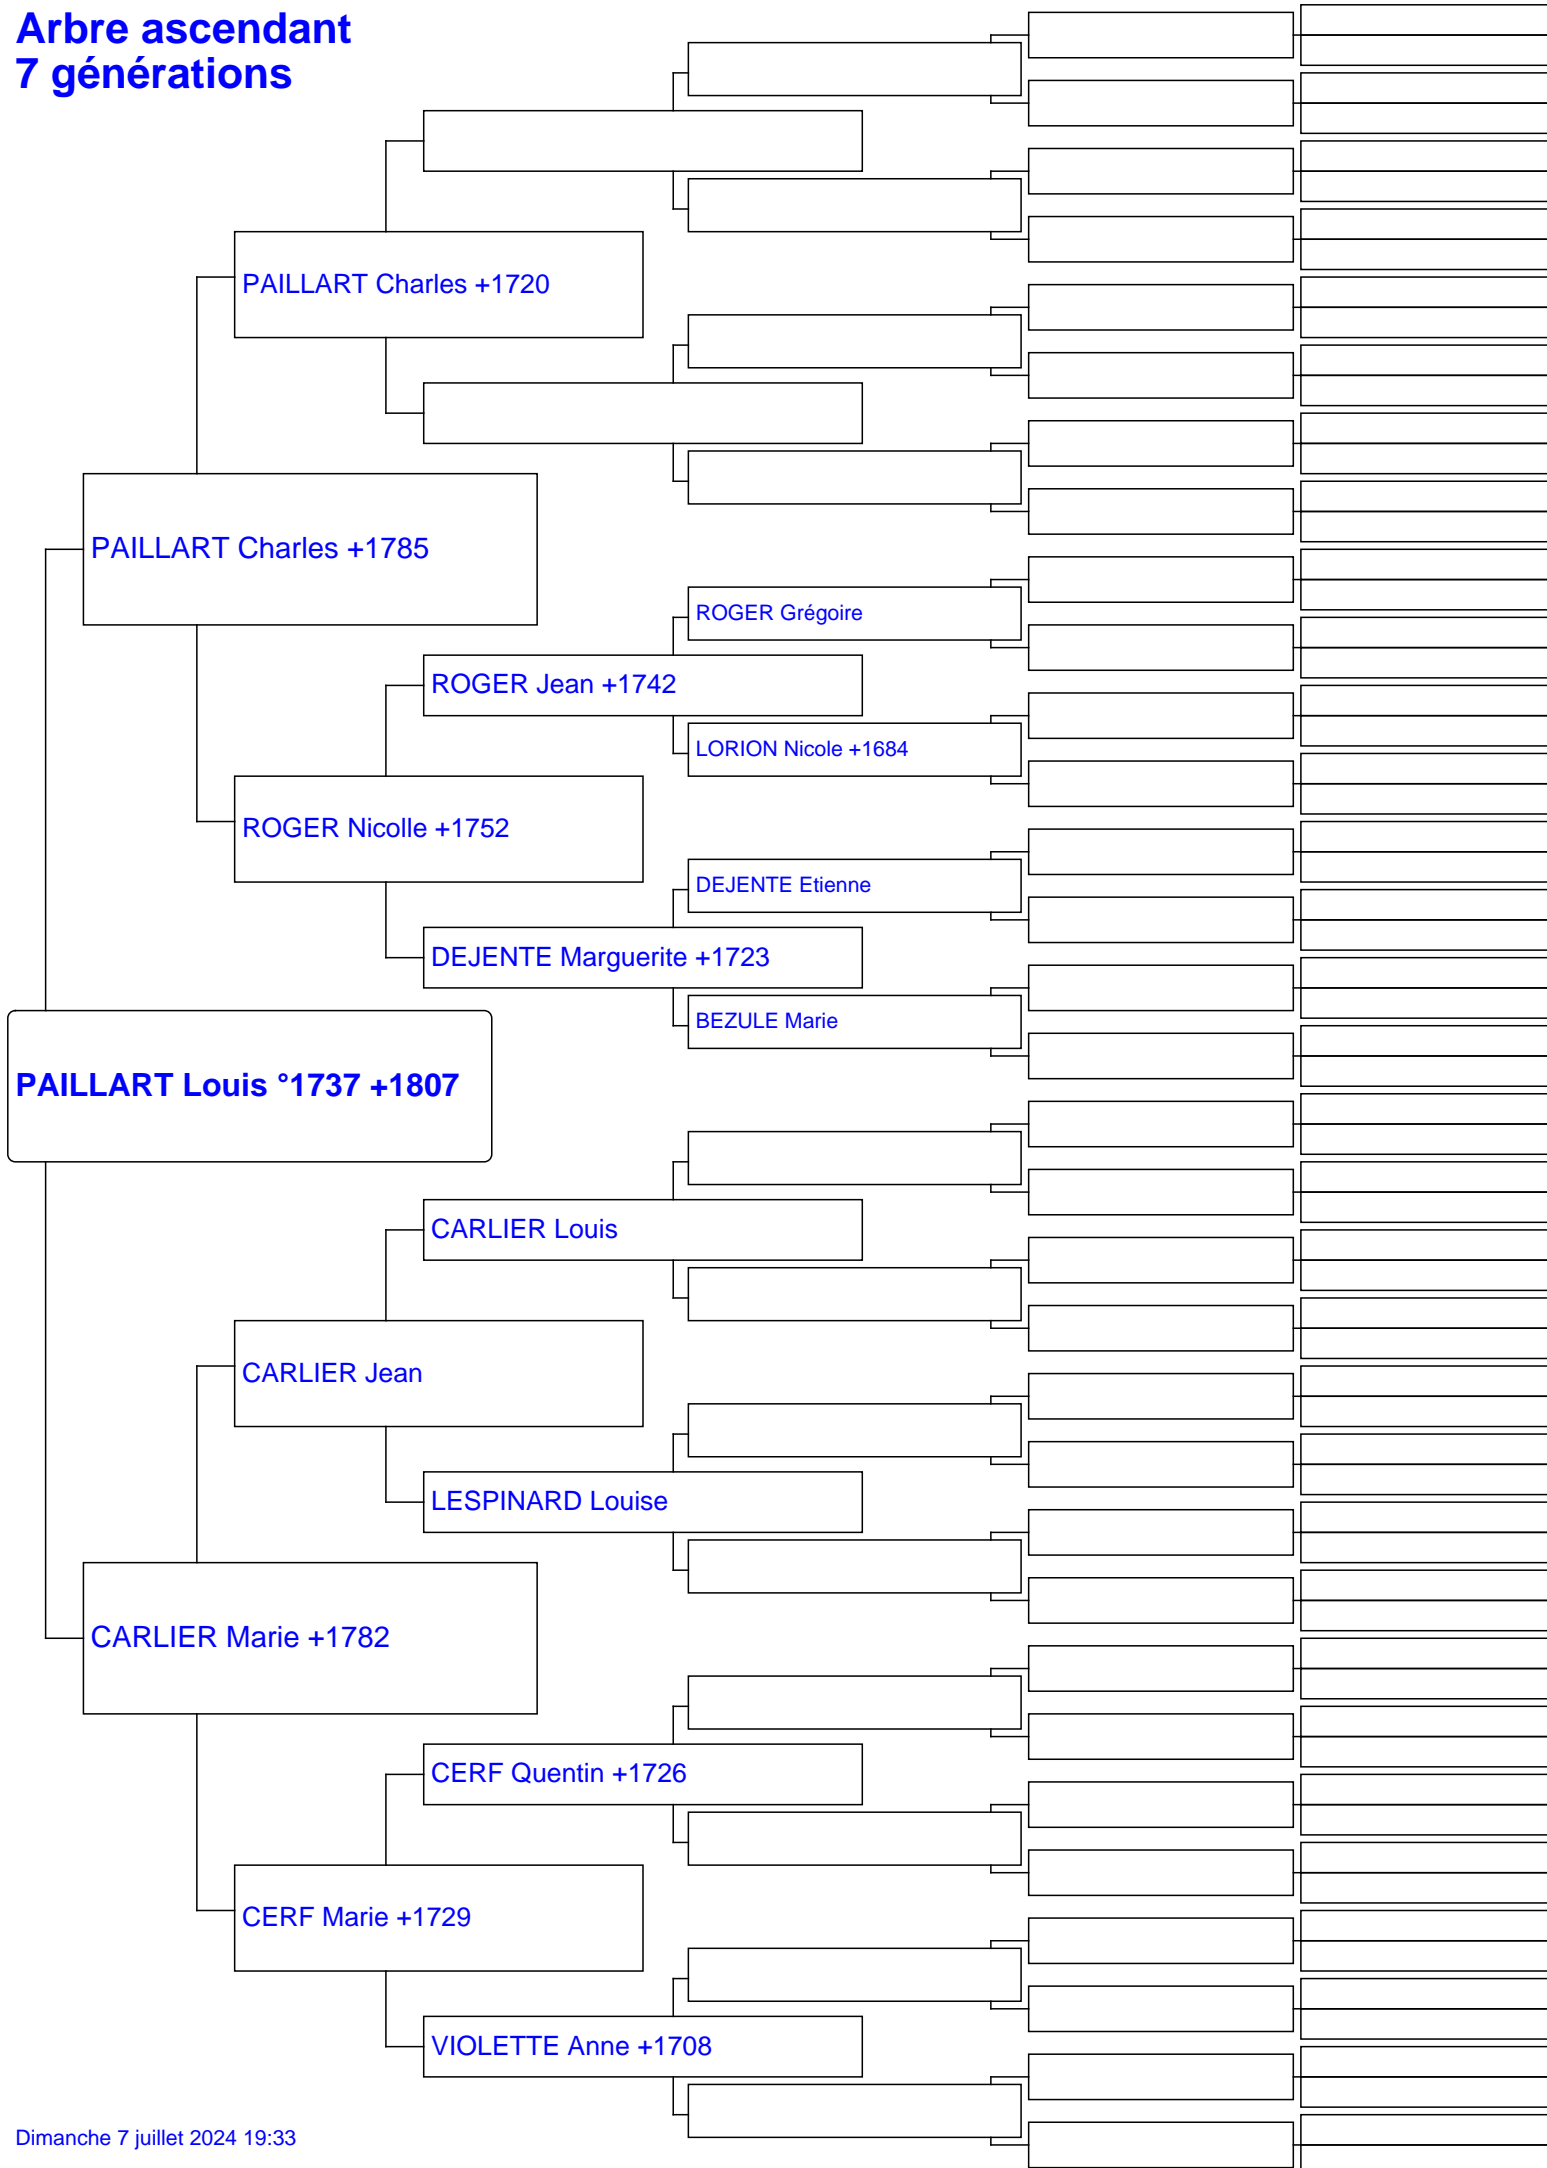 Arbre ascendant
7 générations
PAILLART Charles +1720
PAILLART Charles +1785
ROGER Grégoire
ROGER Jean +1742
LORION Nicole +1684
ROGER Nicolle +1752
DEJENTE Etienne
DEJENTE Marguerite +1723
BEZULE Marie
PAILLART Louis °1737 +1807
CARLIER Louis
CARLIER Jean
LESPINARD Louise
CARLIER Marie +1782
CERF Quentin +1726
CERF Marie +1729
VIOLETTE Anne +1708
Dimanche 7 juillet 2024 19:33